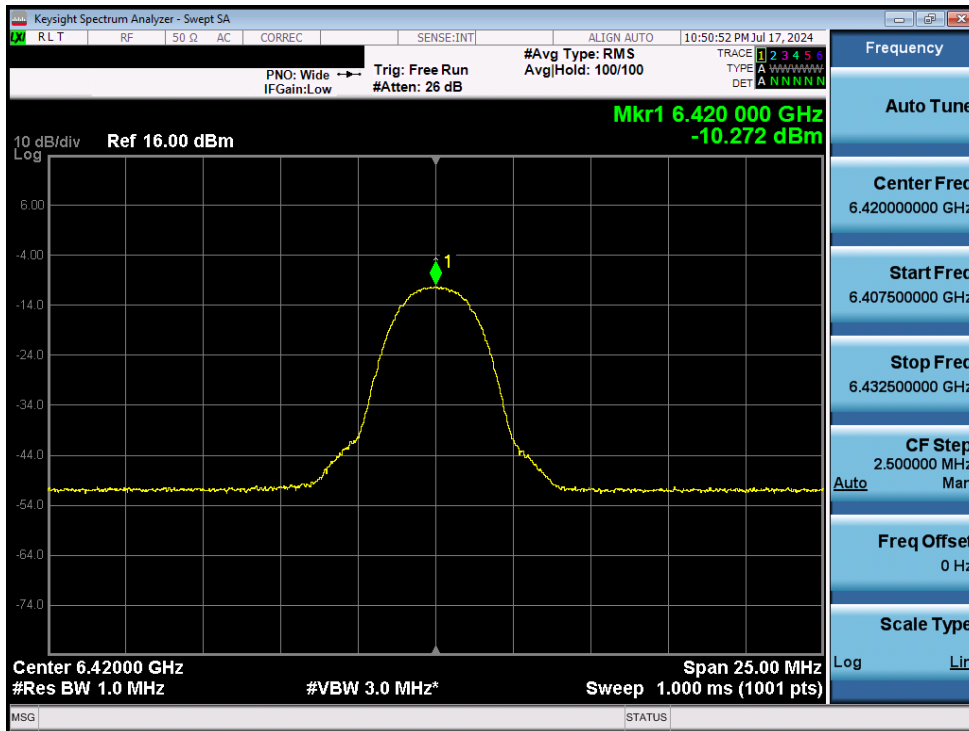 Keysight Spectrum Analyzer - Swept SA
LXI RLT RF 50 Ω AC CORREC SENSE:INT ALIGN AUTO 10:50:52 PM Jul 17, 2024
PNO: Wide
IFGain:Low
Trig: Free Run
#Atten: 26 dB
#Avg Type: RMS
Avg|Hold: 100/100
TRACE 1 2 3 4 5 6
TYPE A WWWWW
DET A N N N N N
Mkr1 6.420 000 GHz
-10.272 dBm
10 dB/div Ref 16.00 dBm
Log
6.00
-4.00
1
-14.0
-24.0
-34.0
-44.0
-54.0
-64.0
-74.0
Center 6.42000 GHz Span 25.00 MHz
#Res BW 1.0 MHz #VBW 3.0 MHz* Sweep 1.000 ms (1001 pts)
MSG STATUS
Frequency
Auto Tune
Center Freq
6.420000000 GHz
Start Freq
6.407500000 GHz
Stop Freq
6.432500000 GHz
CF Step
2.500000 MHz
Auto Man
Freq Offset
0 Hz
Scale Type
Log Lin